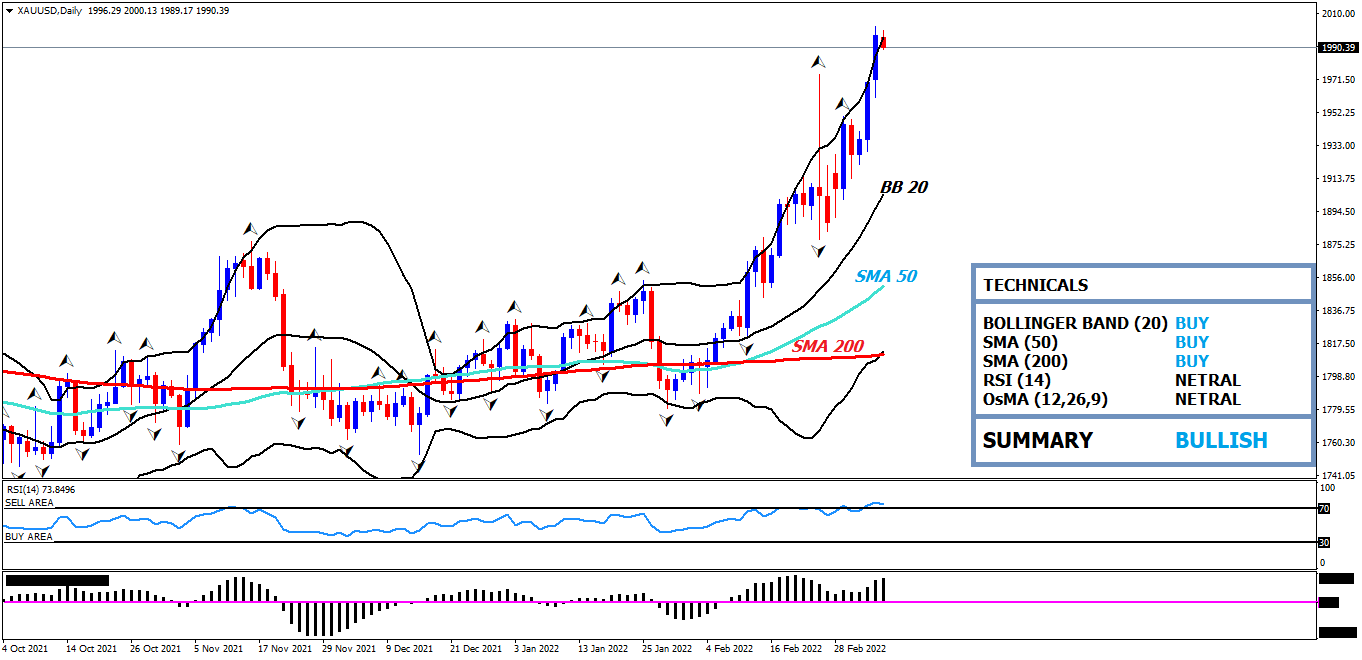 XAUUSD,Daily 1996.29 2000.13 1989.17 1990.39
2010.00
1990.39
1971.50
1952.25
1933.00
1913.75
1894.50
1875.25
1856.00
1836.75
1817.50
1798.80
1779.55
1760.30
1741.05
BB 20
SMA 50
SMA 200
TECHNICALS
BOLLINGER BAND (20) BUY
SMA (50) BUY
SMA (200) BUY
RSI (14) NETRAL
OsMA (12,26,9) NETRAL
SUMMARY BULLISH
RSI(14) 73.8496
SELL AREA
BUY AREA
100
70
30
0
4 Oct 2021 14 Oct 2021 26 Oct 2021 5 Nov 2021 17 Nov 2021 29 Nov 2021 9 Dec 2021 21 Dec 2021 3 Jan 2022 13 Jan 2022 25 Jan 2022 4 Feb 2022 16 Feb 2022 28 Feb 2022